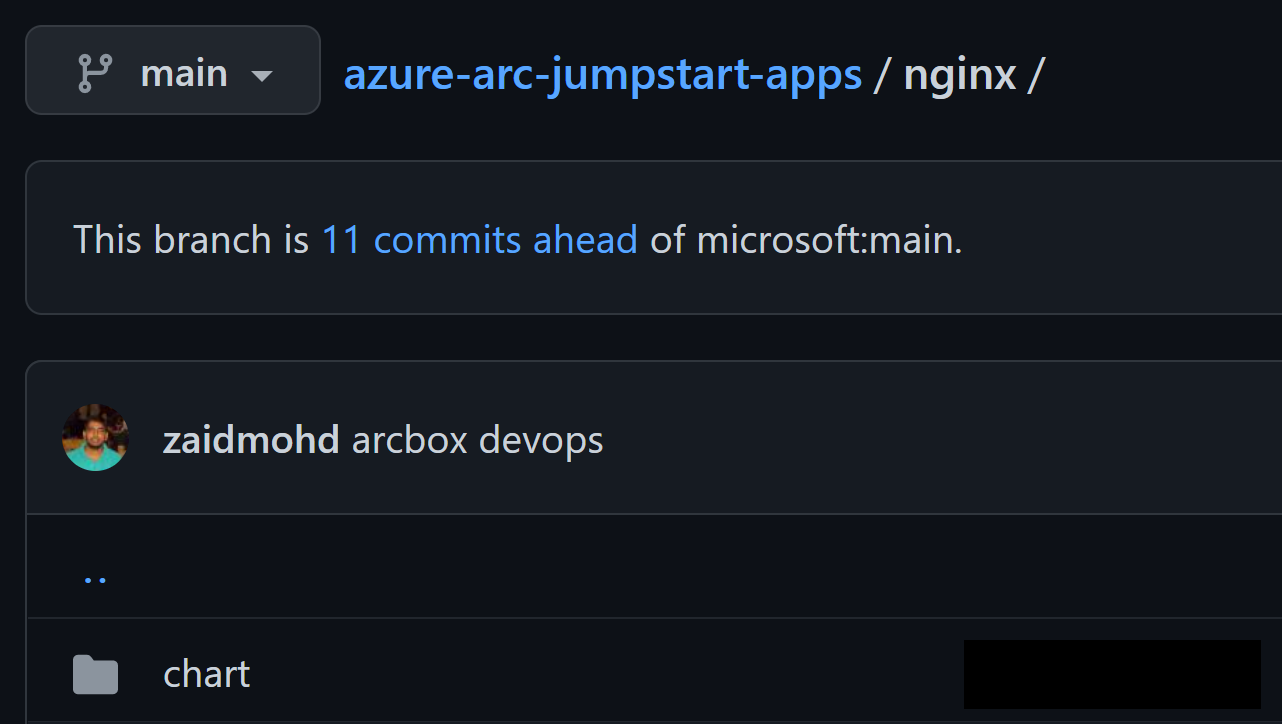 main azure-arc-jumpstart-apps / nginx /
This branch is 11 commits ahead of microsoft:main.
zaidmohd arcbox devops
..
chart